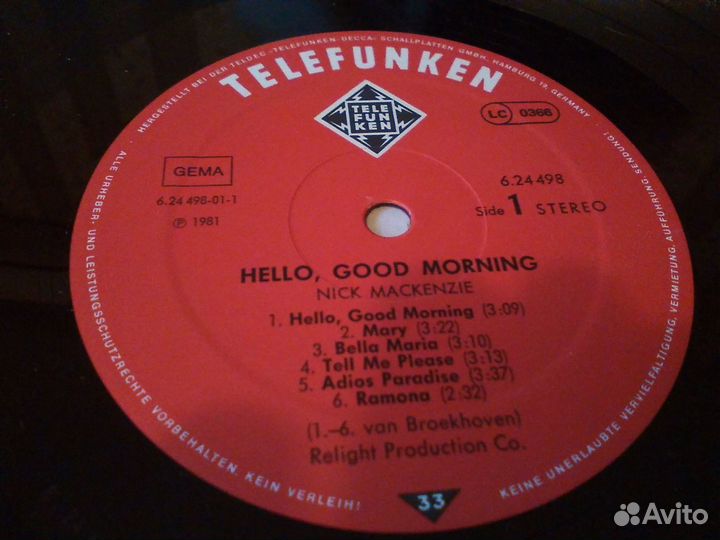 HERGESTELLT BEI DER TELDEC »TELEFUNKEN-DECCA« SCHALLPLATTEN GMBH, HAMBURG 19, GERMANY ·
TELEFUNKEN
TELE
FUN
KEN
LC 0366
GEMA
6.24 498-01-1
Ⓟ 1981
6.24 498
Side 1 STEREO
HELLO, GOOD MORNING
NICK MACKENZIE
1. Hello, Good Morning (3:09)
2. Mary (3:22)
3. Bella Maria (3:10)
4. Tell Me Please (3:13)
5. Adios Paradise (3:37)
6. Ramona (2:32)
(1.–6. van Broekhoven)
Relight Production Co.
33
· ALLE URHEBER- UND LEISTUNGSSCHUTZRECHTE VORBEHALTEN. KEIN VERLEIH!
KEINE UNERLAUBTE VERVIELFÄLTIGUNG, VERMIETUNG, AUFFÜHRUNG, SENDUNG! ·
Avito